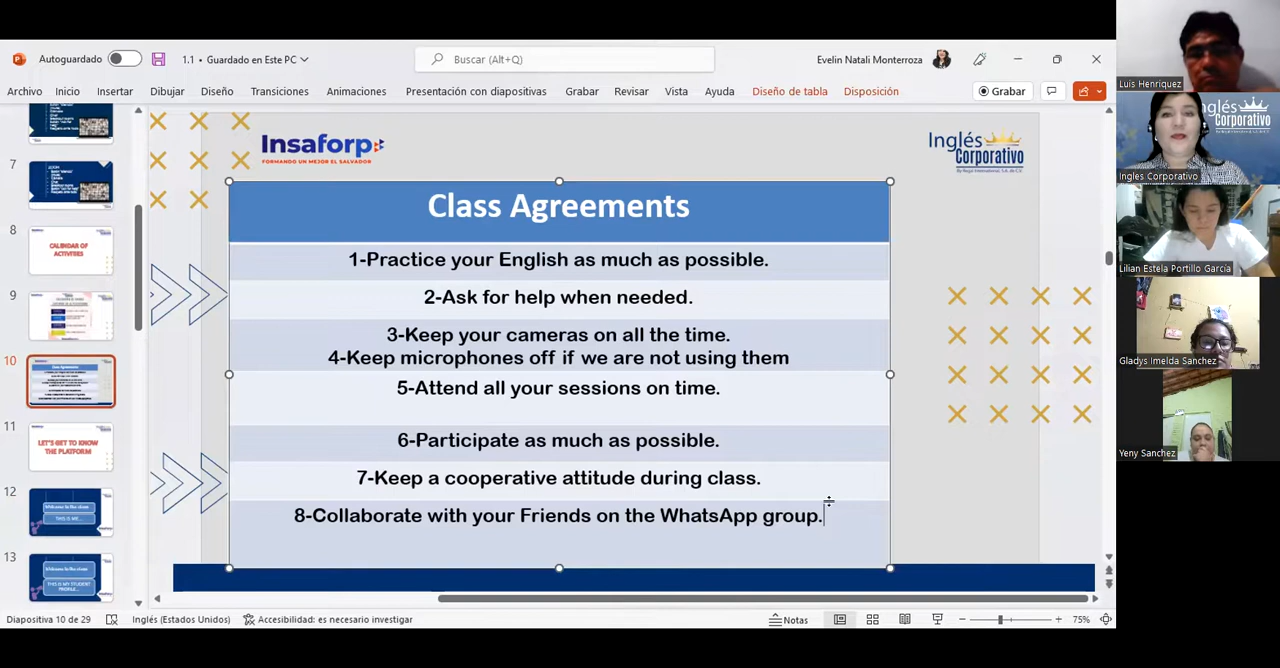 Autoguardado
1.1 • Guardado en Este PC
Buscar (Alt+Q)
Evelin Natali Monterroza
Archivo Inicio Insertar Dibujar Diseño Transiciones Animaciones Presentación con diapositivas Grabar Revisar Vista Ayuda Diseño de tabla Disposición
Grabar
7
8
CALENDAR OF
ACTIVITIES
9
10
11
LET'S GET TO KNOW
THE PLATFORM
12
Welcome to the class
THIS IS ME...
13
Welcome to the class
THIS IS MY STUDENT
PROFILE...
Insaforp
FORMANDO UN MEJOR EL SALVADOR
Inglés
Corporativo
Class Agreements
1-Practice your English as much as possible.
2-Ask for help when needed.
3-Keep your cameras on all the time.
4-Keep microphones off if we are not using them
5-Attend all your sessions on time.
6-Participate as much as possible.
7-Keep a cooperative attitude during class.
8-Collaborate with your Friends on the WhatsApp group.
Diapositiva 10 de 29
Inglés (Estados Unidos)
Accesibilidad: es necesario investigar
Notas
75%
Luis Henriquez
Inglés
Corporativo
Ingles Corporativo
Lilian Estela Portillo García
Gladys Imelda Sanchez
Yeny Sanchez